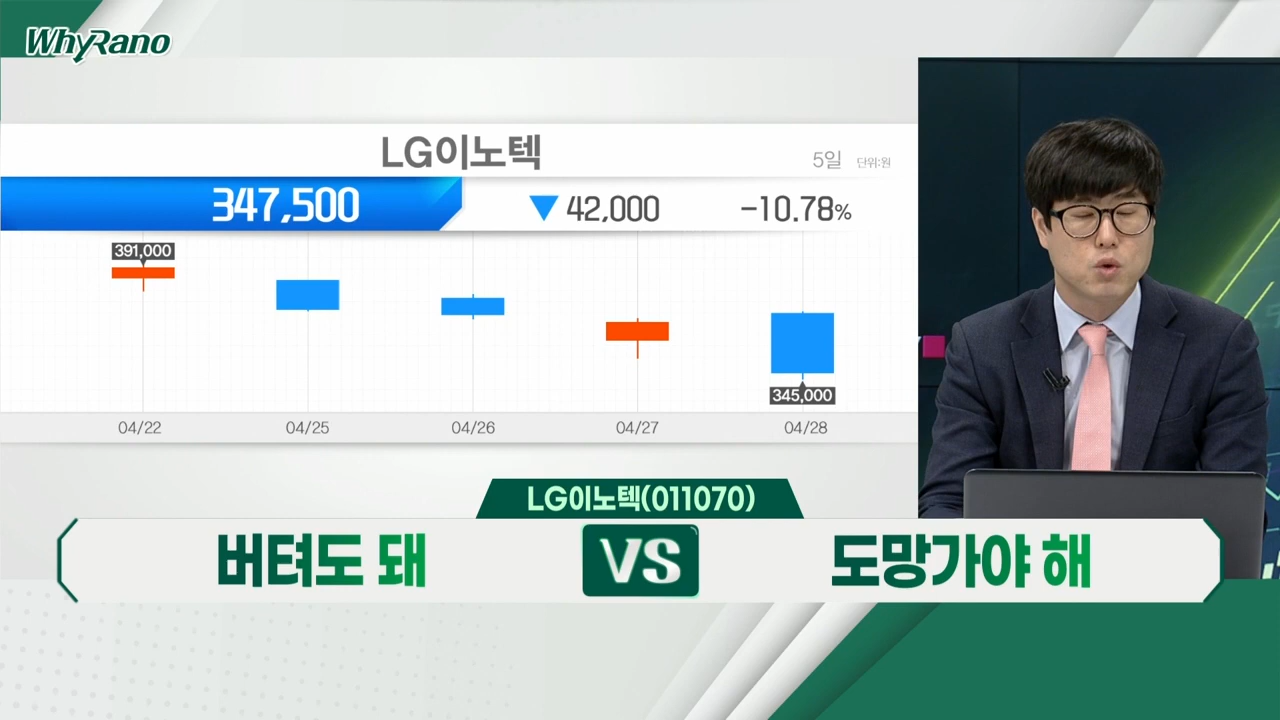 WhyRano
LG이노텍
5일 단위:원
347,500 ▼42,000 -10.78%
391,000
345,000
04/22 04/25 04/26 04/27 04/28
LG이노텍(011070)
버텨도 돼 VS 도망가야 해